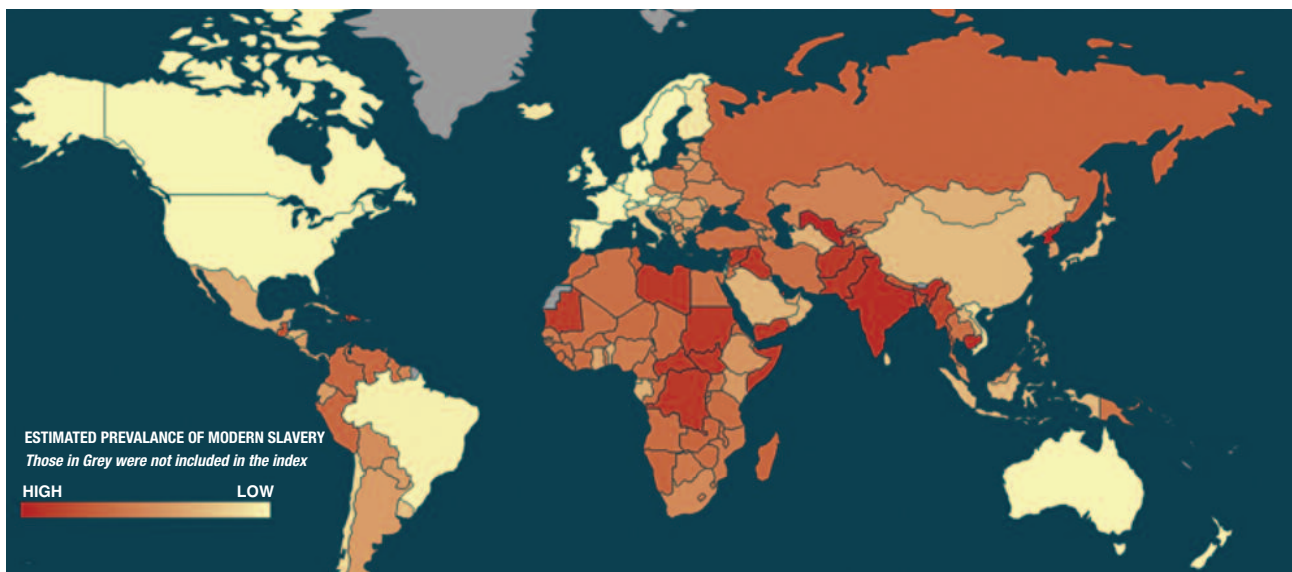 ESTIMATED PREVALANCE OF MODERN SLAVERY
Those in Grey were not included in the index
HIGH LOW